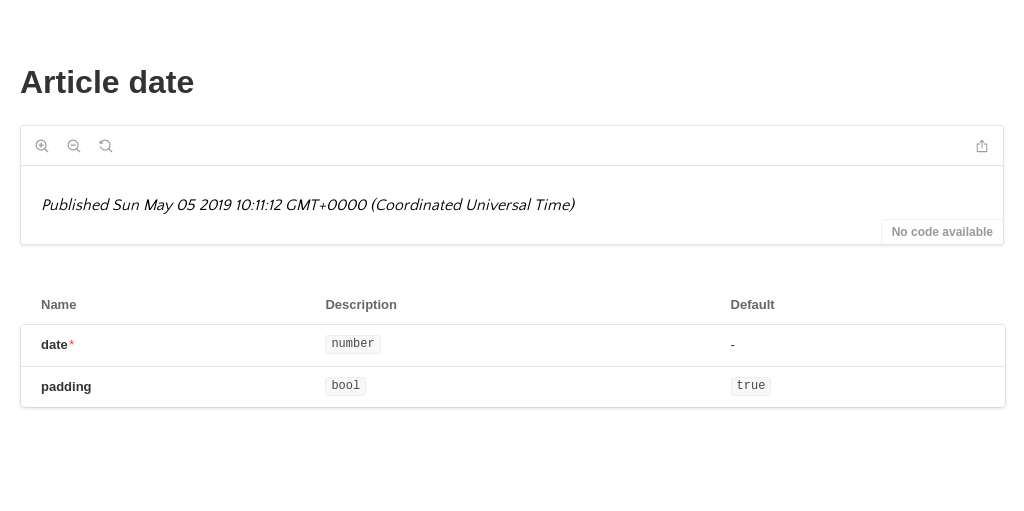 Article date
Published Sun May 05 2019 10:11:12 GMT+0000 (Coordinated Universal Time)
No code available
Name Description Default
date* number -
padding bool true